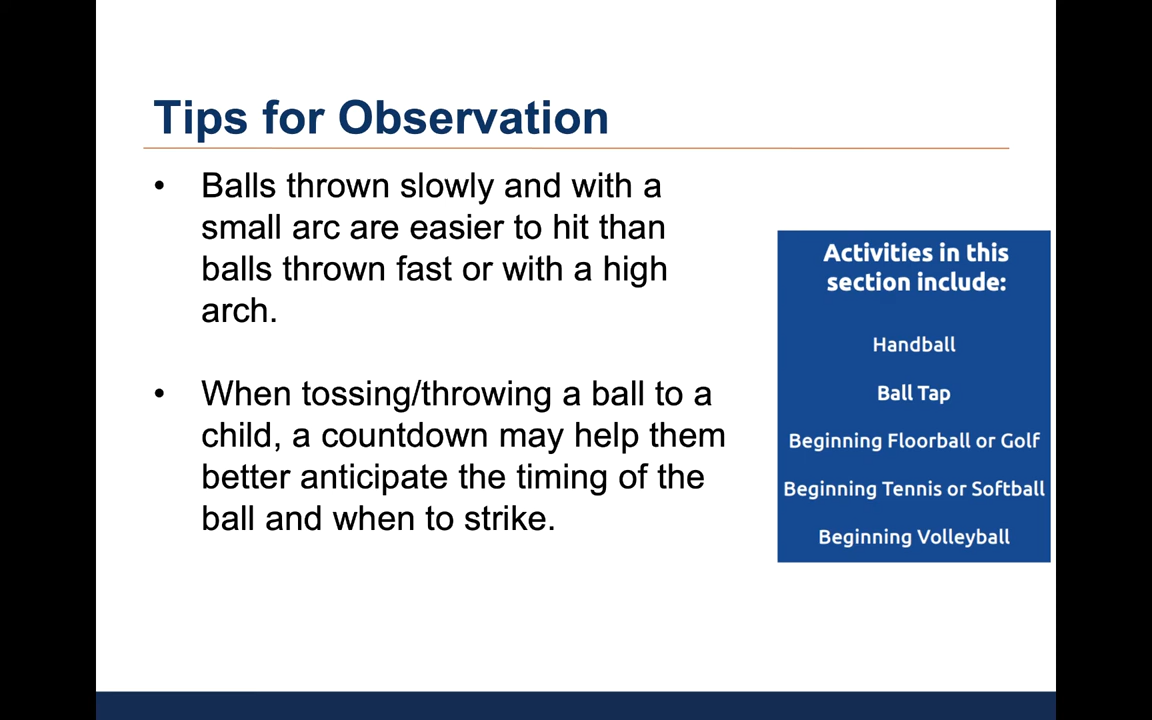 Tips for Observation
• Balls thrown slowly and with a
small arc are easier to hit than
balls thrown fast or with a high
arch.
• When tossing/throwing a ball to a
child, a countdown may help them
better anticipate the timing of the
ball and when to strike.
Activities in this
section include:
Handball
Ball Tap
Beginning Floorball or Golf
Beginning Tennis or Softball
Beginning Volleyball